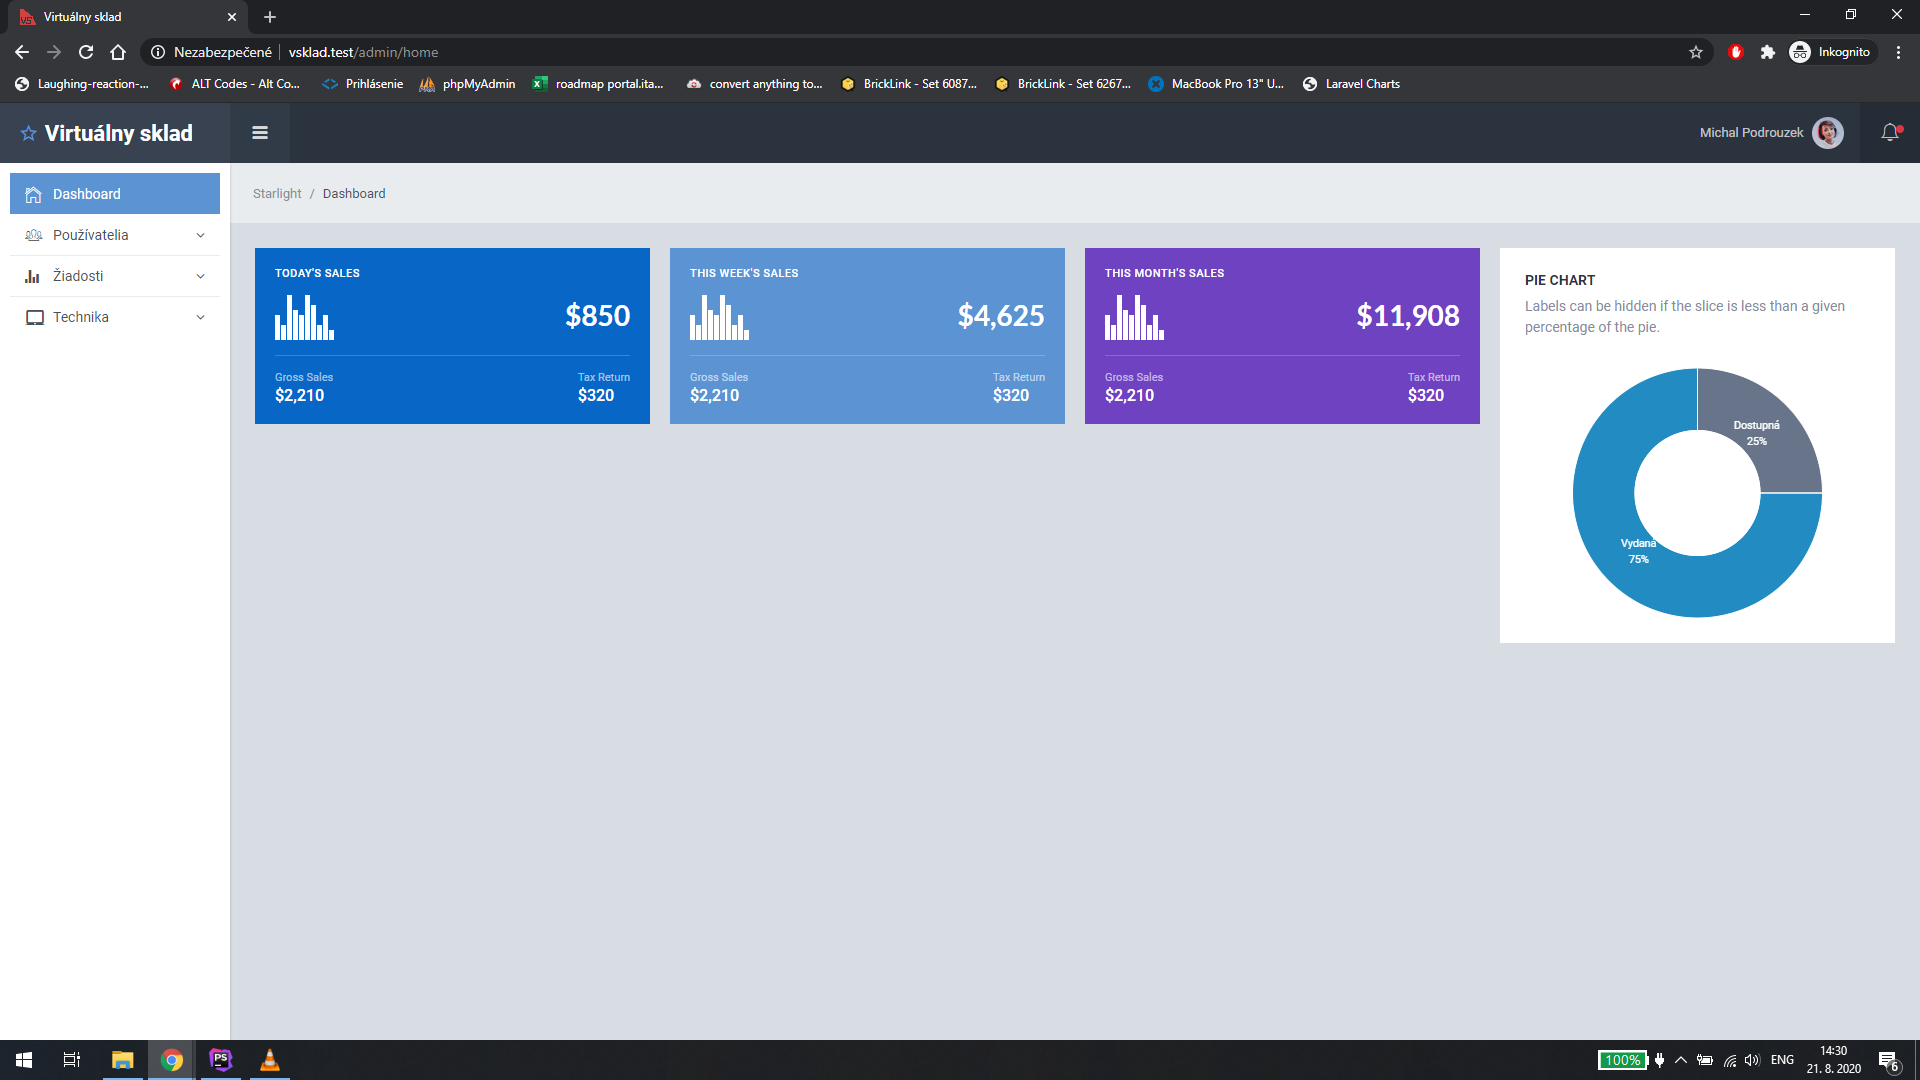 Virtuálny sklad
Nezabezpečené vsklad.test/admin/home
Inkognito
Laughing-reaction-... ALT Codes - Alt Co... Prihlásenie phpMyAdmin roadmap portal.ita... convert anything to... BrickLink - Set 6087... BrickLink - Set 6267... MacBook Pro 13" U... Laravel Charts
Virtuálny sklad
Michal Podrouzek
Dashboard
Používatelia
Žiadosti
Technika
Starlight / Dashboard
TODAY'S SALES
$850
Gross Sales
$2,210
Tax Return
$320
THIS WEEK'S SALES
$4,625
Gross Sales
$2,210
Tax Return
$320
THIS MONTH'S SALES
$11,908
Gross Sales
$2,210
Tax Return
$320
PIE CHART
Labels can be hidden if the slice is less than a given
percentage of the pie.
Dostupná
25%
Vydaná
75%
PS
100%
ENG
14:30
21. 8. 2020
6